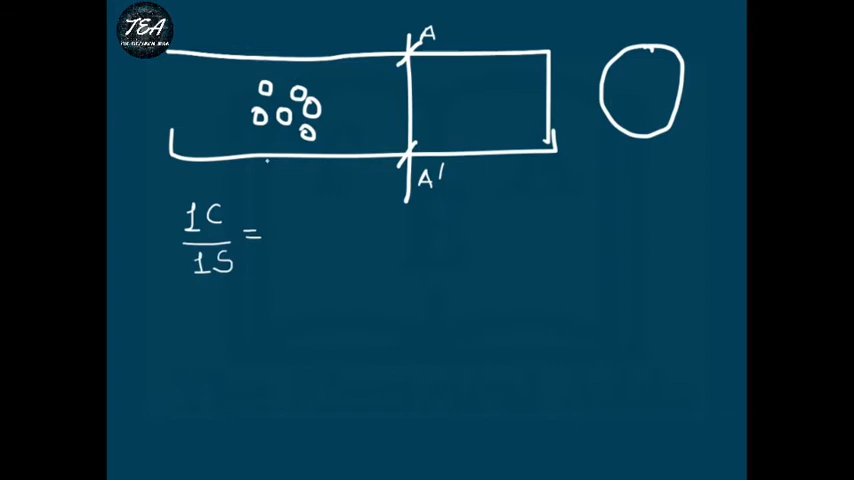 TEA
A
A'
1C
1S
=